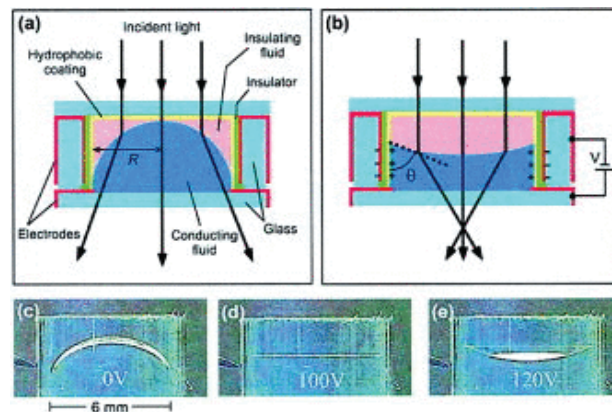 (a)
Incident light
Hydrophobic
coating
Insulating
fluid
Insulator
R
Electrodes
Conducting
fluid
Glass
(b)
θ
V
(c)
0V
6 mm
(d)
100V
(e)
120V